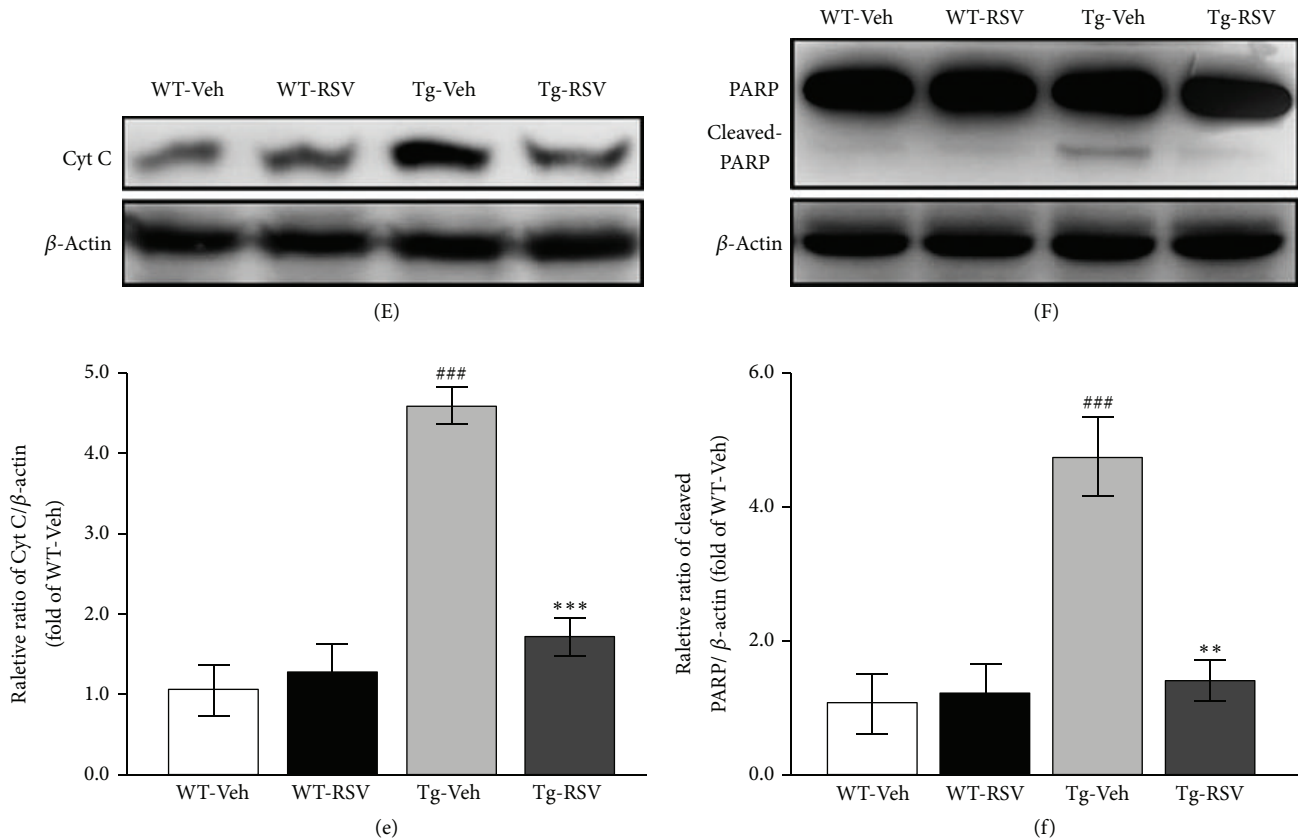 WT-Veh WT-RSV Tg-Veh Tg-RSV
Cyt C
β-Actin
(E)
WT-Veh WT-RSV Tg-Veh Tg-RSV
PARP
Cleaved-
PARP
β-Actin
(F)
Raletive ratio of Cyt C/β-actin
(fold of WT-Veh)
5.0
4.0
3.0
2.0
1.0
0.0
###
***
WT-Veh WT-RSV Tg-Veh Tg-RSV
(e)
Raletive ratio of cleaved
PARP/ β-actin (fold of WT-Veh)
6.0
4.0
2.0
0.0
###
**
WT-Veh WT-RSV Tg-Veh Tg-RSV
(f)